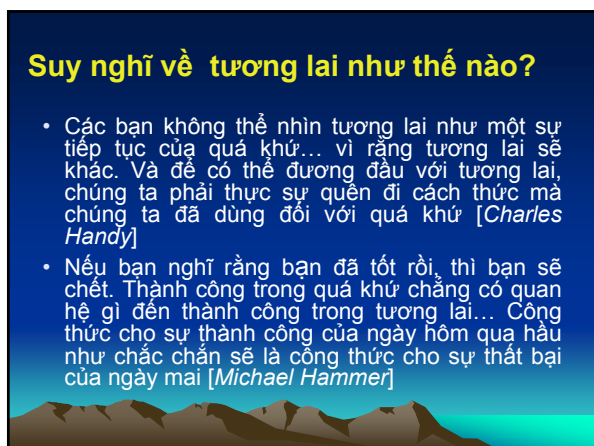 Suy nghĩ về  tương lai như thế nào?
• Các bạn không thể nhìn tương lai như một sự
tiếp tục của quá khứ… vì rằng tương lai sẽ
khác. Và để có thể đương đầu với tương lai,
chúng ta phải thực sự quên đi cách thức mà
chúng ta đã dùng đối với quá khứ [Charles
Handy]
• Nếu bạn nghĩ rằng bạn đã tốt rồi, thì bạn sẽ
chết. Thành công trong quá khứ chẳng có quan
hệ gì đến thành công trong tương lai… Công
thức cho sự thành công của ngày hôm qua hầu
như chắc chắn sẽ là công thức cho sự thất bại
của ngày mai [Michael Hammer]